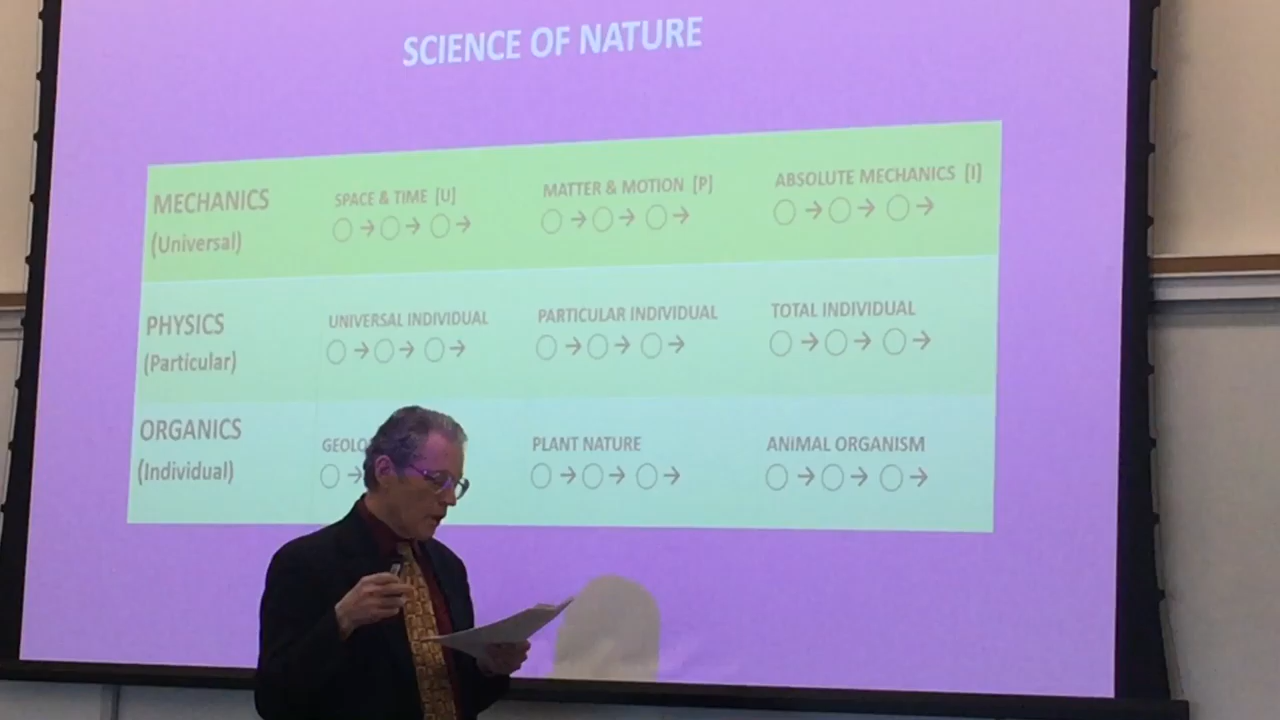 SCIENCE OF NATURE
MECHANICS
(Universal)
SPACE & TIME [U]
MATTER & MOTION [P]
ABSOLUTE MECHANICS [I]
PHYSICS
(Particular)
UNIVERSAL INDIVIDUAL
PARTICULAR INDIVIDUAL
TOTAL INDIVIDUAL
ORGANICS
(Individual)
PLANT NATURE
ANIMAL ORGANISM